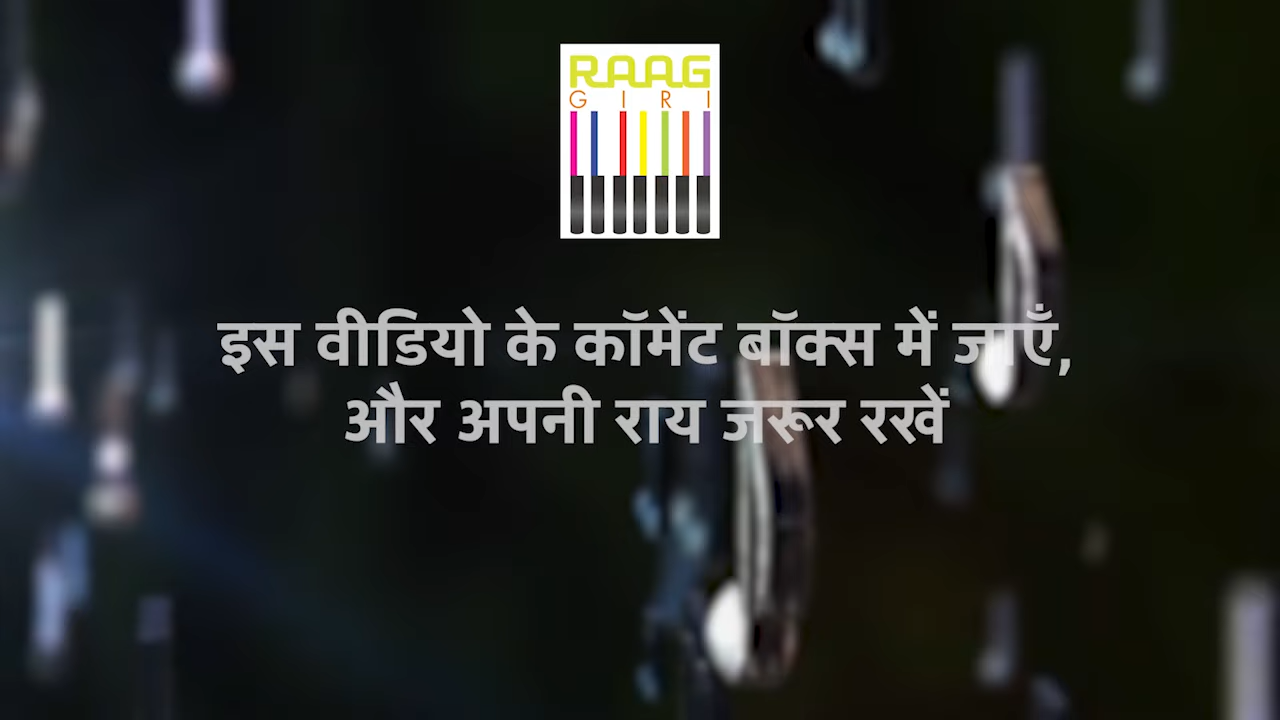 RAAG
GIRI
इस वीडियो के कॉमेंट बॉक्स में जाएँ,
और अपनी राय जरूर रखें